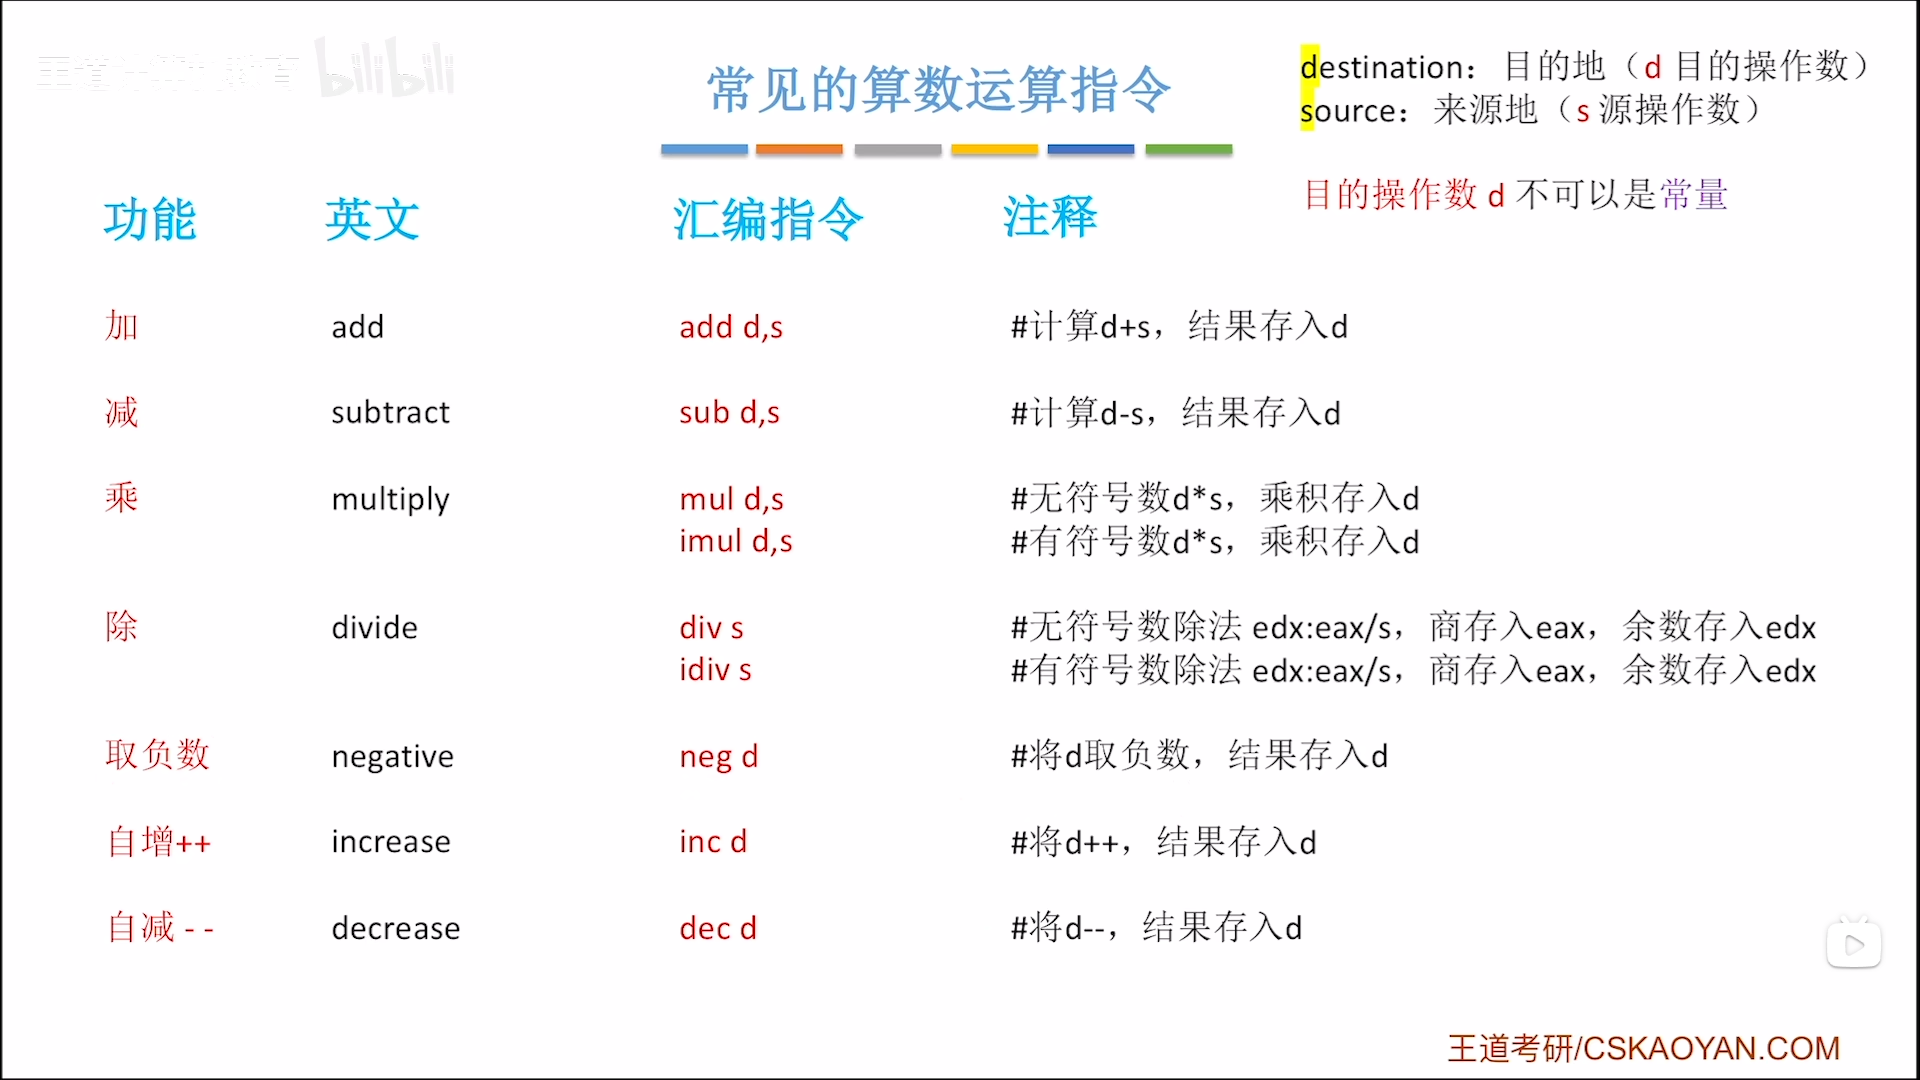 王道计算机教育 bilibili
常见的算数运算指令
destination: 目的地（d 目的操作数）
source: 来源地（s 源操作数）
目的操作数 d 不可以是常量
功能 英文 汇编指令 注释
加 add add d,s #计算d+s，结果存入d
减 subtract sub d,s #计算d-s，结果存入d
乘 multiply mul d,s #无符号数d*s，乘积存入d
imul d,s #有符号数d*s，乘积存入d
除 divide div s #无符号数除法 edx:eax/s，商存入eax，余数存入edx
idiv s #有符号数除法 edx:eax/s，商存入eax，余数存入edx
取负数 negative neg d #将d取负数，结果存入d
自增++ increase inc d #将d++，结果存入d
自减 - - decrease dec d #将d--，结果存入d
王道考研/CSKAOYAN.COM